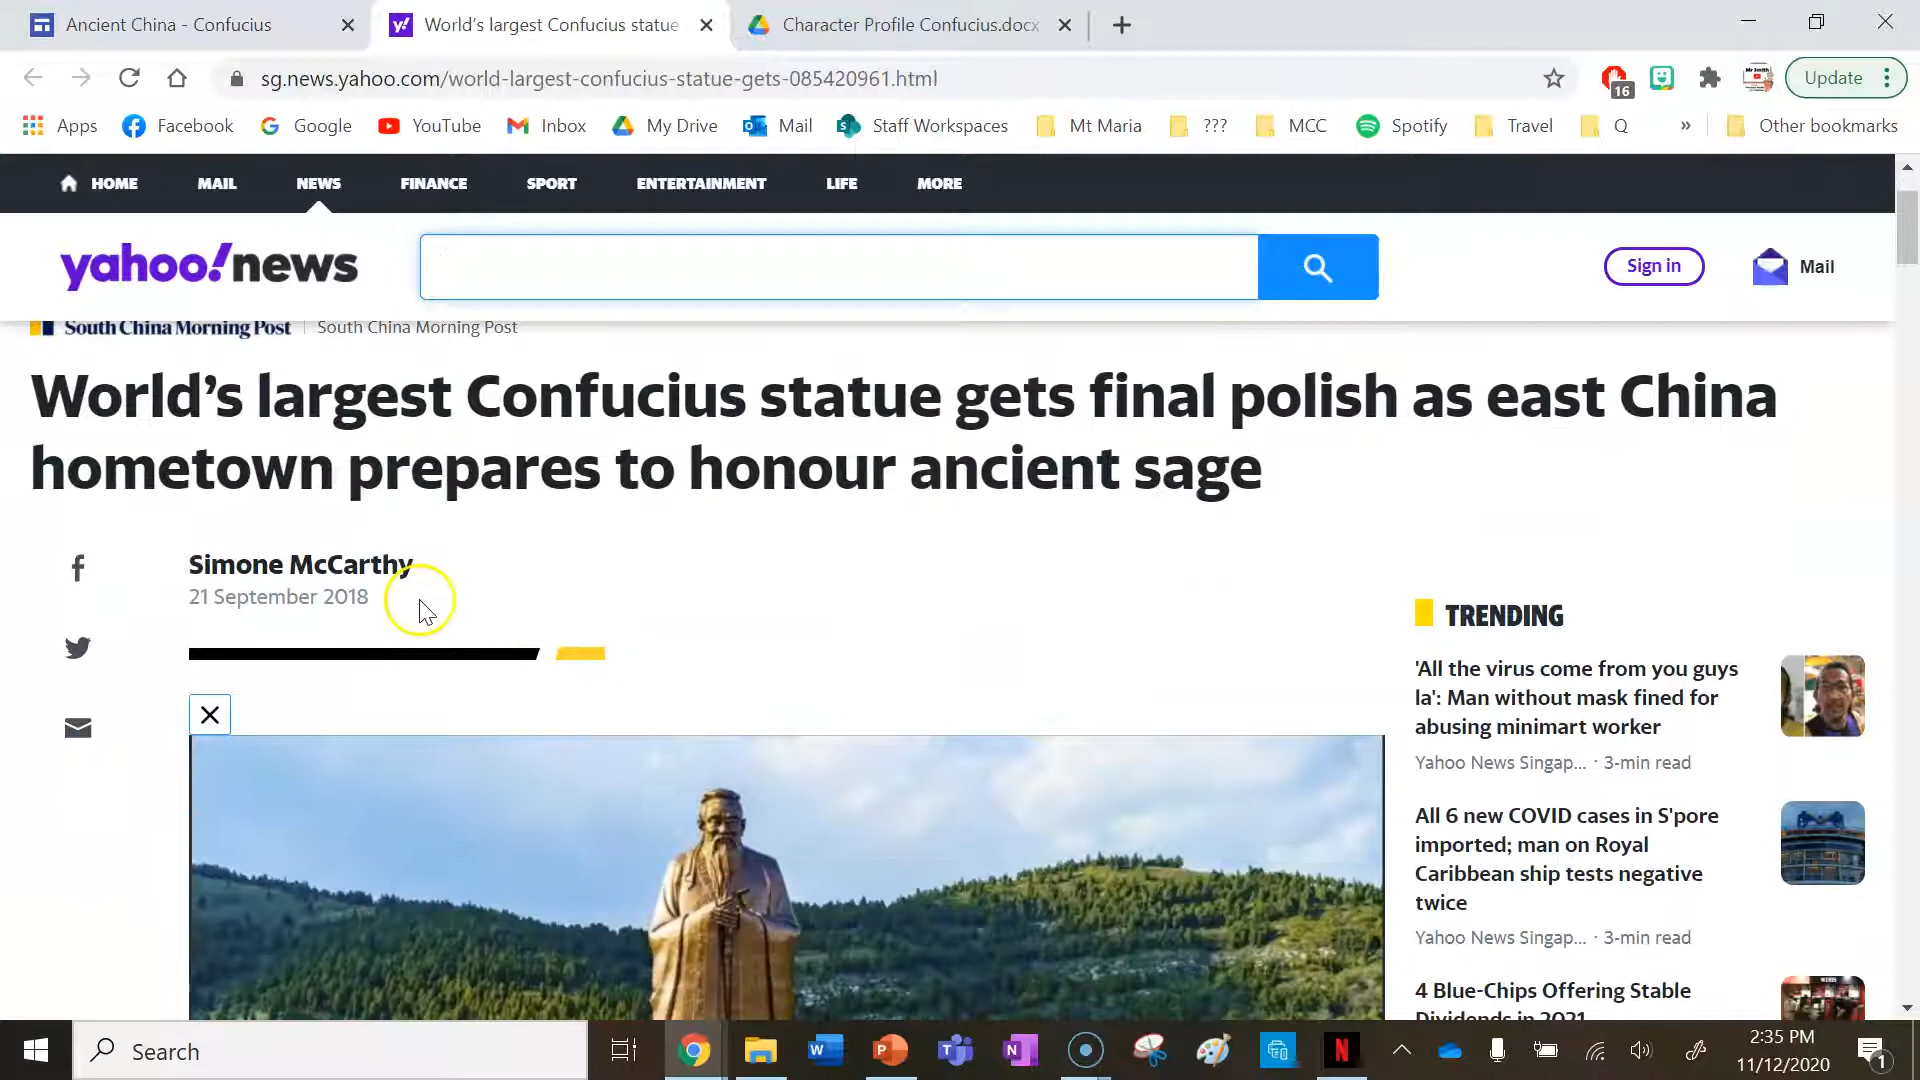 Ancient China - Confucius
World's largest Confucius statue
Character Profile Confucius.docx
sg.news.yahoo.com/world-largest-confucius-statue-gets-085420961.html
16
Update
Apps
Facebook
Google
YouTube
Inbox
My Drive
Mail
Staff Workspaces
Mt Maria
???
MCC
Spotify
Travel
Q
»
Other bookmarks
HOME
MAIL
NEWS
FINANCE
SPORT
ENTERTAINMENT
LIFE
MORE
yahoo!news
Sign in
Mail
South China Morning Post
South China Morning Post
World's largest Confucius statue gets final polish as east China
hometown prepares to honour ancient sage
Simone McCarthy
21 September 2018
TRENDING
'All the virus come from you guys
la': Man without mask fined for
abusing minimart worker
Yahoo News Singap... · 3-min read
All 6 new COVID cases in S'pore
imported; man on Royal
Caribbean ship tests negative
twice
Yahoo News Singap... · 3-min read
4 Blue-Chips Offering Stable
Dividends in 2021
Search
2:35 PM
11/12/2020
1